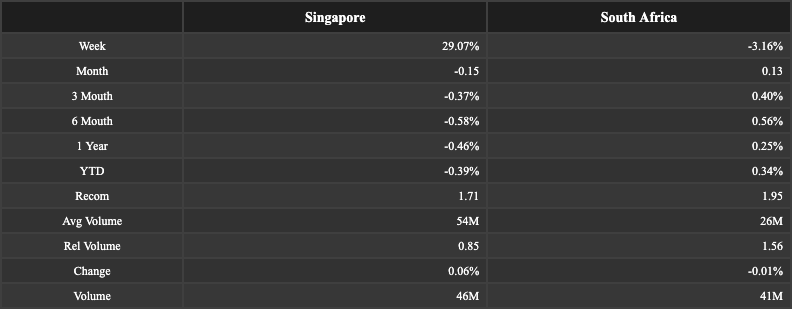 Singapore South Africa
Week 29.07% -3.16%
Month -0.15 0.13
3 Mouth -0.37% 0.40%
6 Mouth -0.58% 0.56%
1 Year -0.46% 0.25%
YTD -0.39% 0.34%
Recom 1.71 1.95
Avg Volume 54M 26M
Rel Volume 0.85 1.56
Change 0.06% -0.01%
Volume 46M 41M